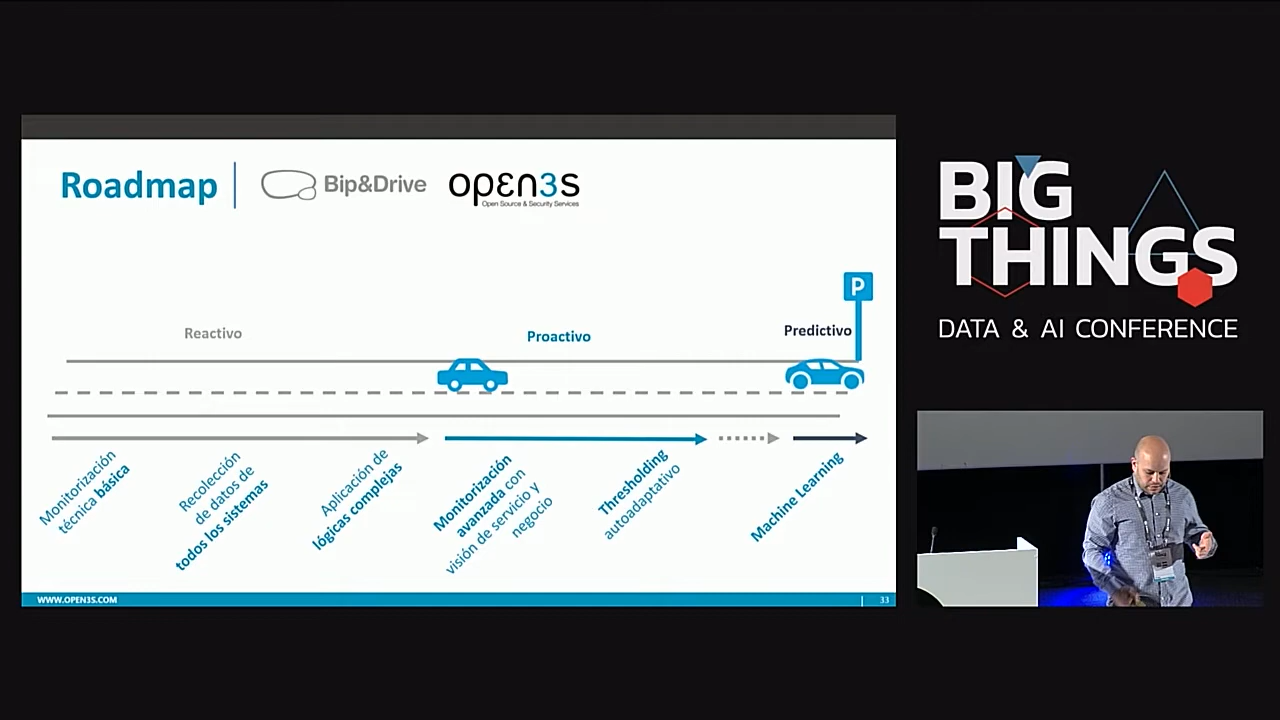 Roadmap
Bip&Drive
opεn3s
Open Source & Security Services
P
Reactivo
Proactivo
Predictivo
Monitorización
técnica básica
Recolección
de datos de
todos los sistemas
Aplicación de
lógicas complejas
Monitorización
avanzada con
visión de servicio y
negocio
Thresholding
autoadaptativo
Machine Learning
WWW.OPEN3S.COM
33
BIG
THINGS
DATA & AI CONFERENCE